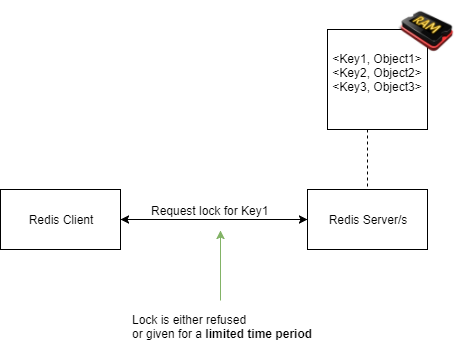 RAM
<Key1, Object1>
<Key2, Object2>
<Key3, Object3>
Redis Client
Request lock for Key1
Redis Server/s
Lock is either refused
or given for a limited time period